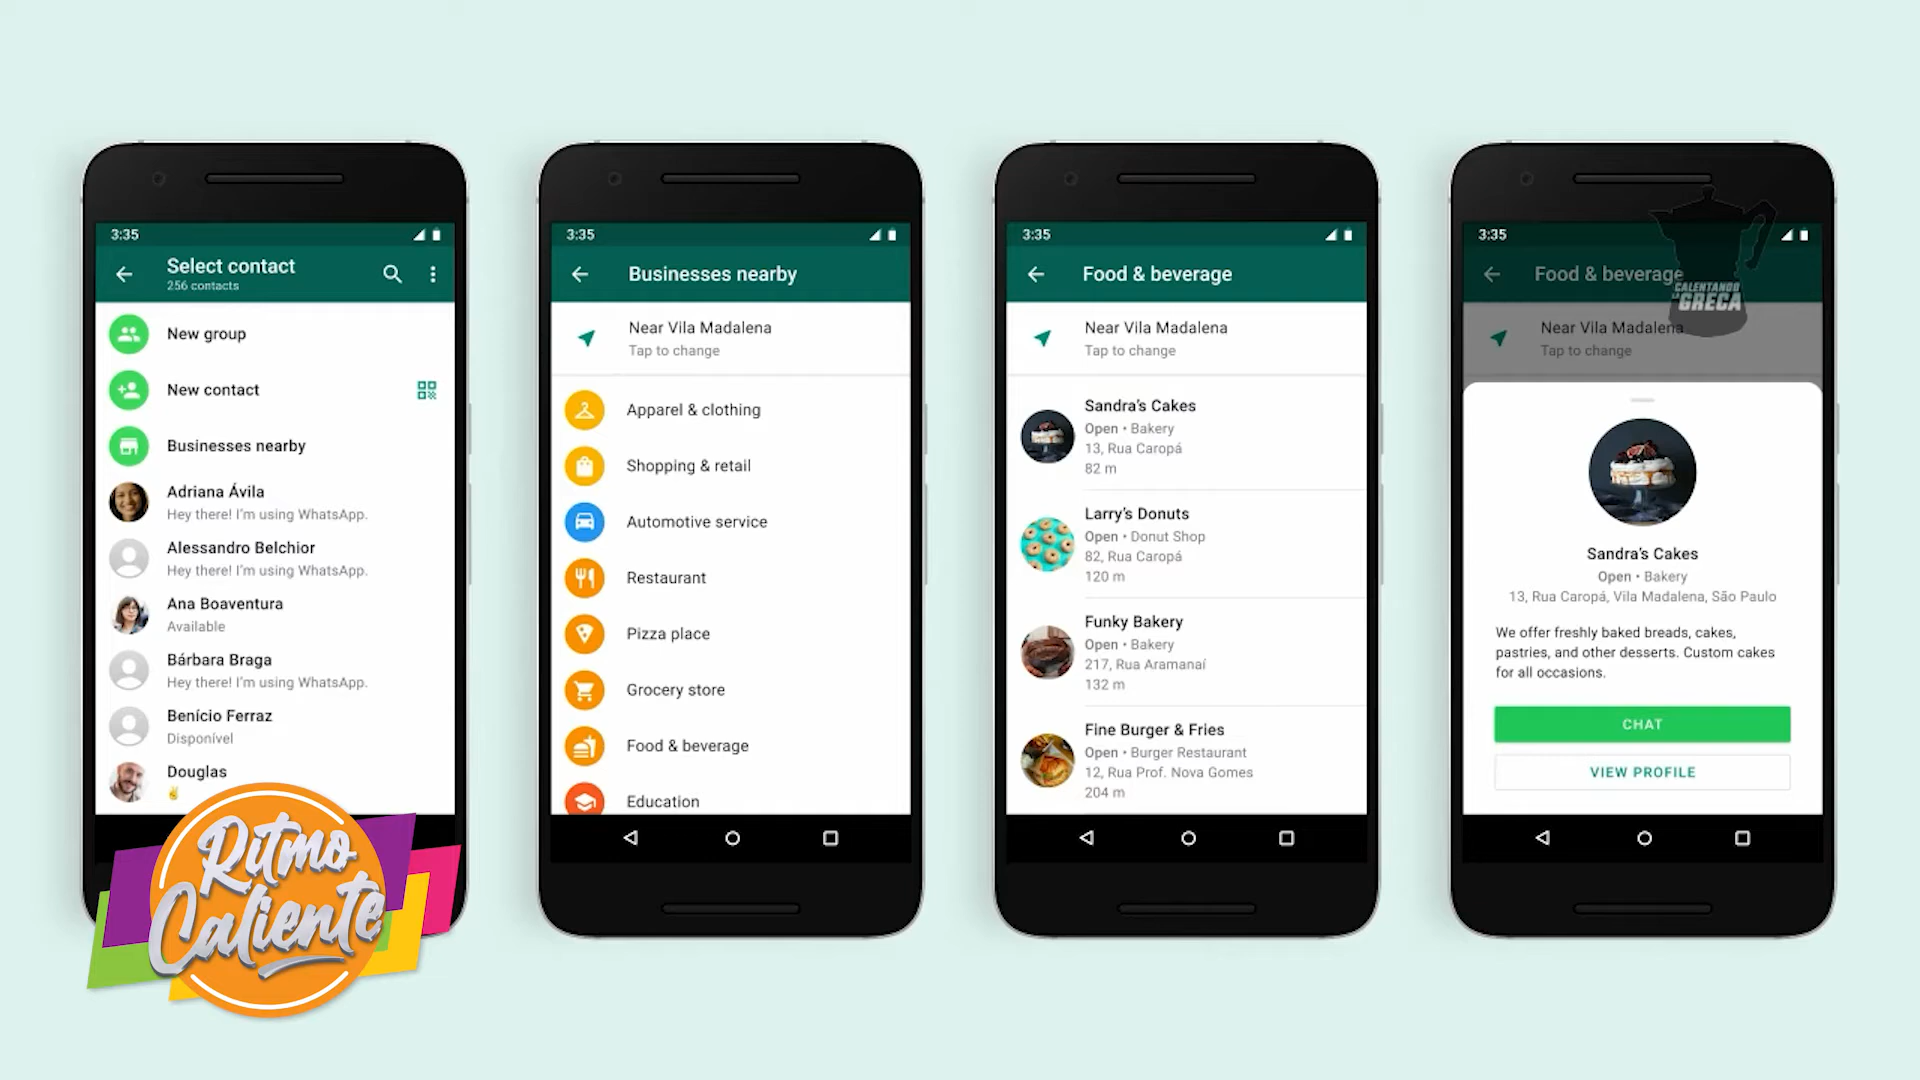 3:35
Select contact
256 contacts
New group
New contact
Businesses nearby
Adriana Ávila
Hey there! I'm using WhatsApp.
Alessandro Belchior
Hey there! I'm using WhatsApp.
Ana Boaventura
Available
Bárbara Braga
Hey there! I'm using WhatsApp.
Benício Ferraz
Disponível
Douglas
✌
Ritmo
Caliente
3:35
Businesses nearby
Near Vila Madalena
Tap to change
Apparel & clothing
Shopping & retail
Automotive service
Restaurant
Pizza place
Grocery store
Food & beverage
Education
3:35
Food & beverage
Near Vila Madalena
Tap to change
Sandra's Cakes
Open • Bakery
13, Rua Caropá
82 m
Larry's Donuts
Open • Donut Shop
82, Rua Caropá
120 m
Funky Bakery
Open • Bakery
217, Rua Aramanaí
132 m
Fine Burger & Fries
Open • Burger Restaurant
12, Rua Prof. Nova Gomes
204 m
3:35
Food & beverage
CALENTANDO
LA GRECA
Near Vila Madalena
Tap to change
Sandra's Cakes
Open • Bakery
13, Rua Caropá, Vila Madalena, São Paulo
We offer freshly baked breads, cakes,
pastries, and other desserts. Custom cakes
for all occasions.
CHAT
VIEW PROFILE